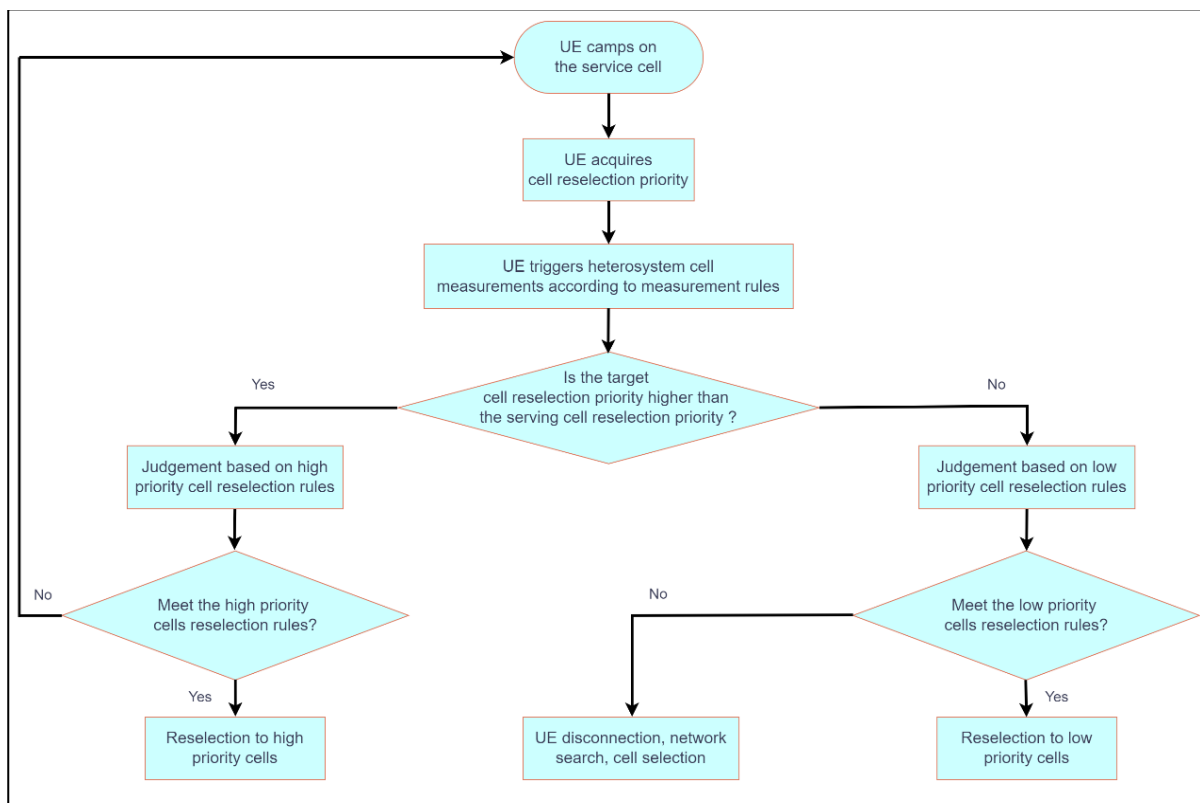 UE camps on
the service cell
UE acquires
cell reselection priority
UE triggers heterosystem cell
measurements according to measurement rules
Is the target
cell reselection priority higher than
the serving cell reselection priority ?
Yes
No
Judgement based on high
priority cell reselection rules
Judgement based on low
priority cell reselection rules
No
Meet the high priority
cells reselection rules?
No
Meet the low priority
cells reselection rules?
Yes
Yes
Reselection to high
priority cells
UE disconnection, network
search, cell selection
Reselection to low
priority cells